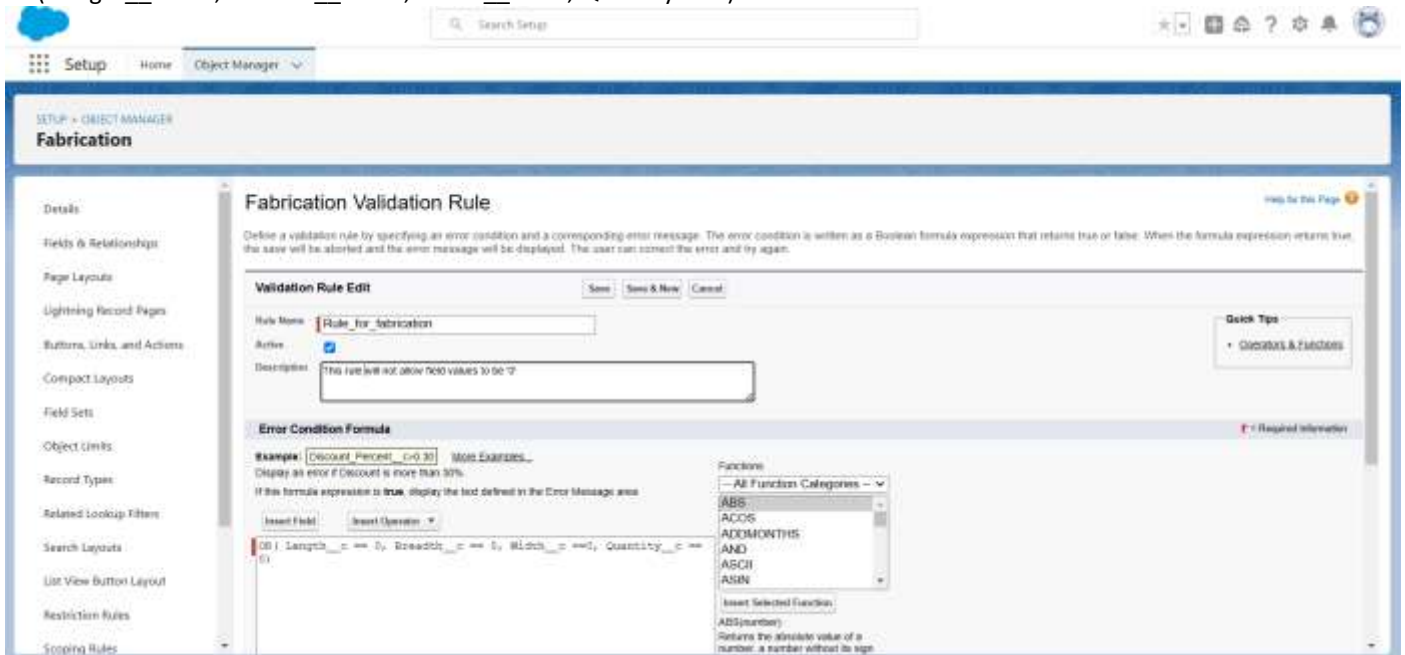 Search Setup
Setup Home Object Manager
SETUP > OBJECT MANAGER
Fabrication
Details
Fields & Relationships
Page Layouts
Lightning Record Pages
Buttons, Links, and Actions
Compact Layouts
Field Sets
Object Limits
Record Types
Related Lookup Filters
Search Layouts
List View Button Layout
Restriction Rules
Scoping Rules
Fabrication Validation Rule
Help for this Page
Define a validation rule by specifying an error condition and a corresponding error message. The error condition is written as a Boolean formula expression that returns true or false. When the formula expression returns true,
the save will be aborted and the error message will be displayed. The user can correct the error and try again.
Validation Rule Edit Save Save & New Cancel
Rule Name Rule_for_fabrication
Active
Description This rule will not allow field values to be '0'
Quick Tips
• Operators & Functions
Error Condition Formula = Required Information
Example: Discount_Percent__c>0.30 More Examples...
Display an error if Discount is more than 30%
If this formula expression is true, display the text defined in the Error Message area
Insert Field Insert Operator
OR( Length__c == 0, Breadth__c == 0, Width__c ==0, Quantity__c ==
0)
Functions
-- All Function Categories --
ABS
ACOS
ADDMONTHS
AND
ASCII
ASIN
Insert Selected Function
ABS(number)
Returns the absolute value of a
number, a number without its sign